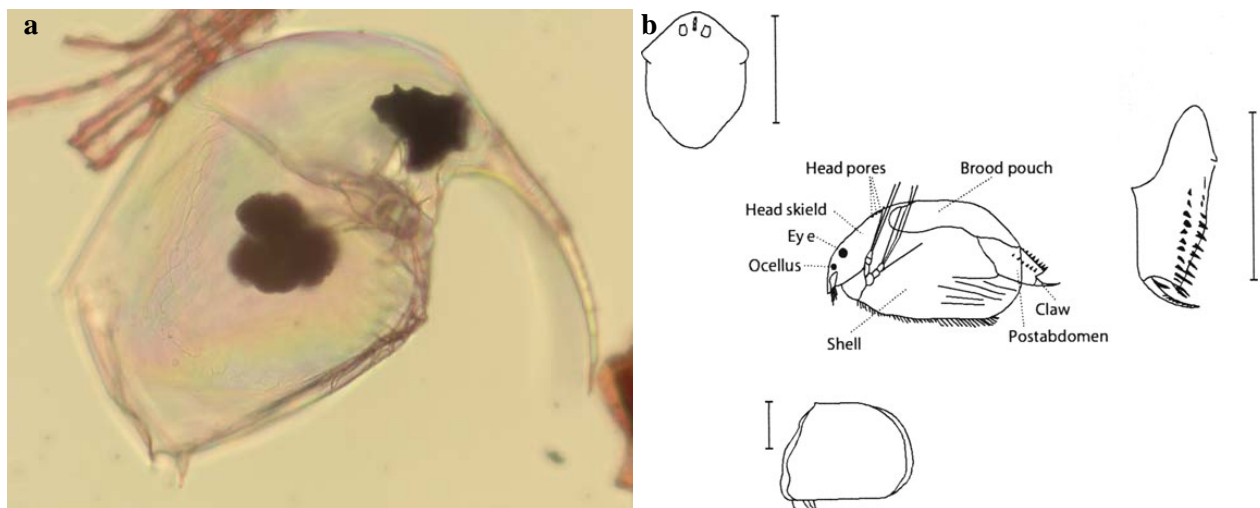 a
b
Head pores
Brood pouch
Head skield
Ey e
Ocellus
Claw
Shell
Postabdomen